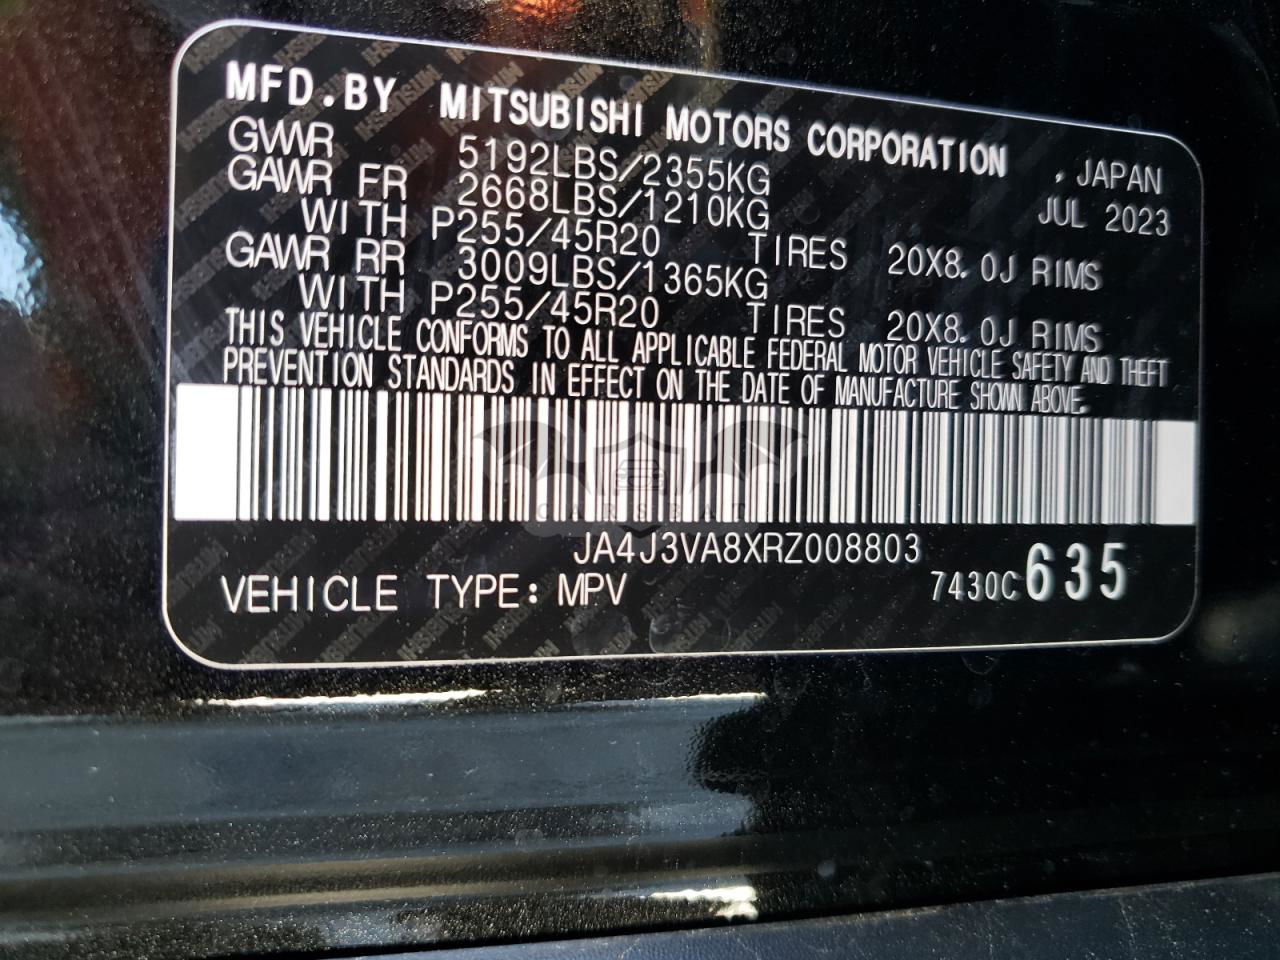 MFD.BY MITSUBISHI MOTORS CORPORATION , JAPAN
GVWR 5192LBS/2355KG JUL 2023
GAWR FR 2668LBS/1210KG
WITH P255/45R20 TIRES 20X8.0J RIMS
GAWR RR 3009LBS/1365KG
WITH P255/45R20 TIRES 20X8.0J RIMS
THIS VEHICLE CONFORMS TO ALL APPLICABLE FEDERAL MOTOR VEHICLE SAFETY AND THEFT
PREVENTION STANDARDS IN EFFECT ON THE DATE OF MANUFACTURE SHOWN ABOVE.
CARSBAT
JA4J3VA8XRZ008803
VEHICLE TYPE: MPV 7430C635